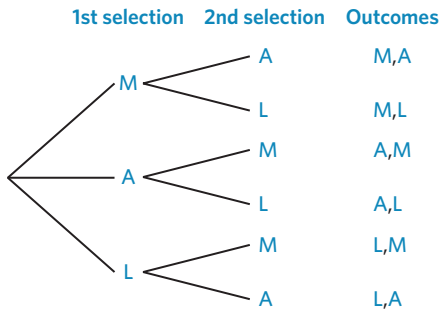 1st selection 2nd selection Outcomes
A M,A
M
L M,L
M A,M
A
L A,L
M L,M
L
A L,A